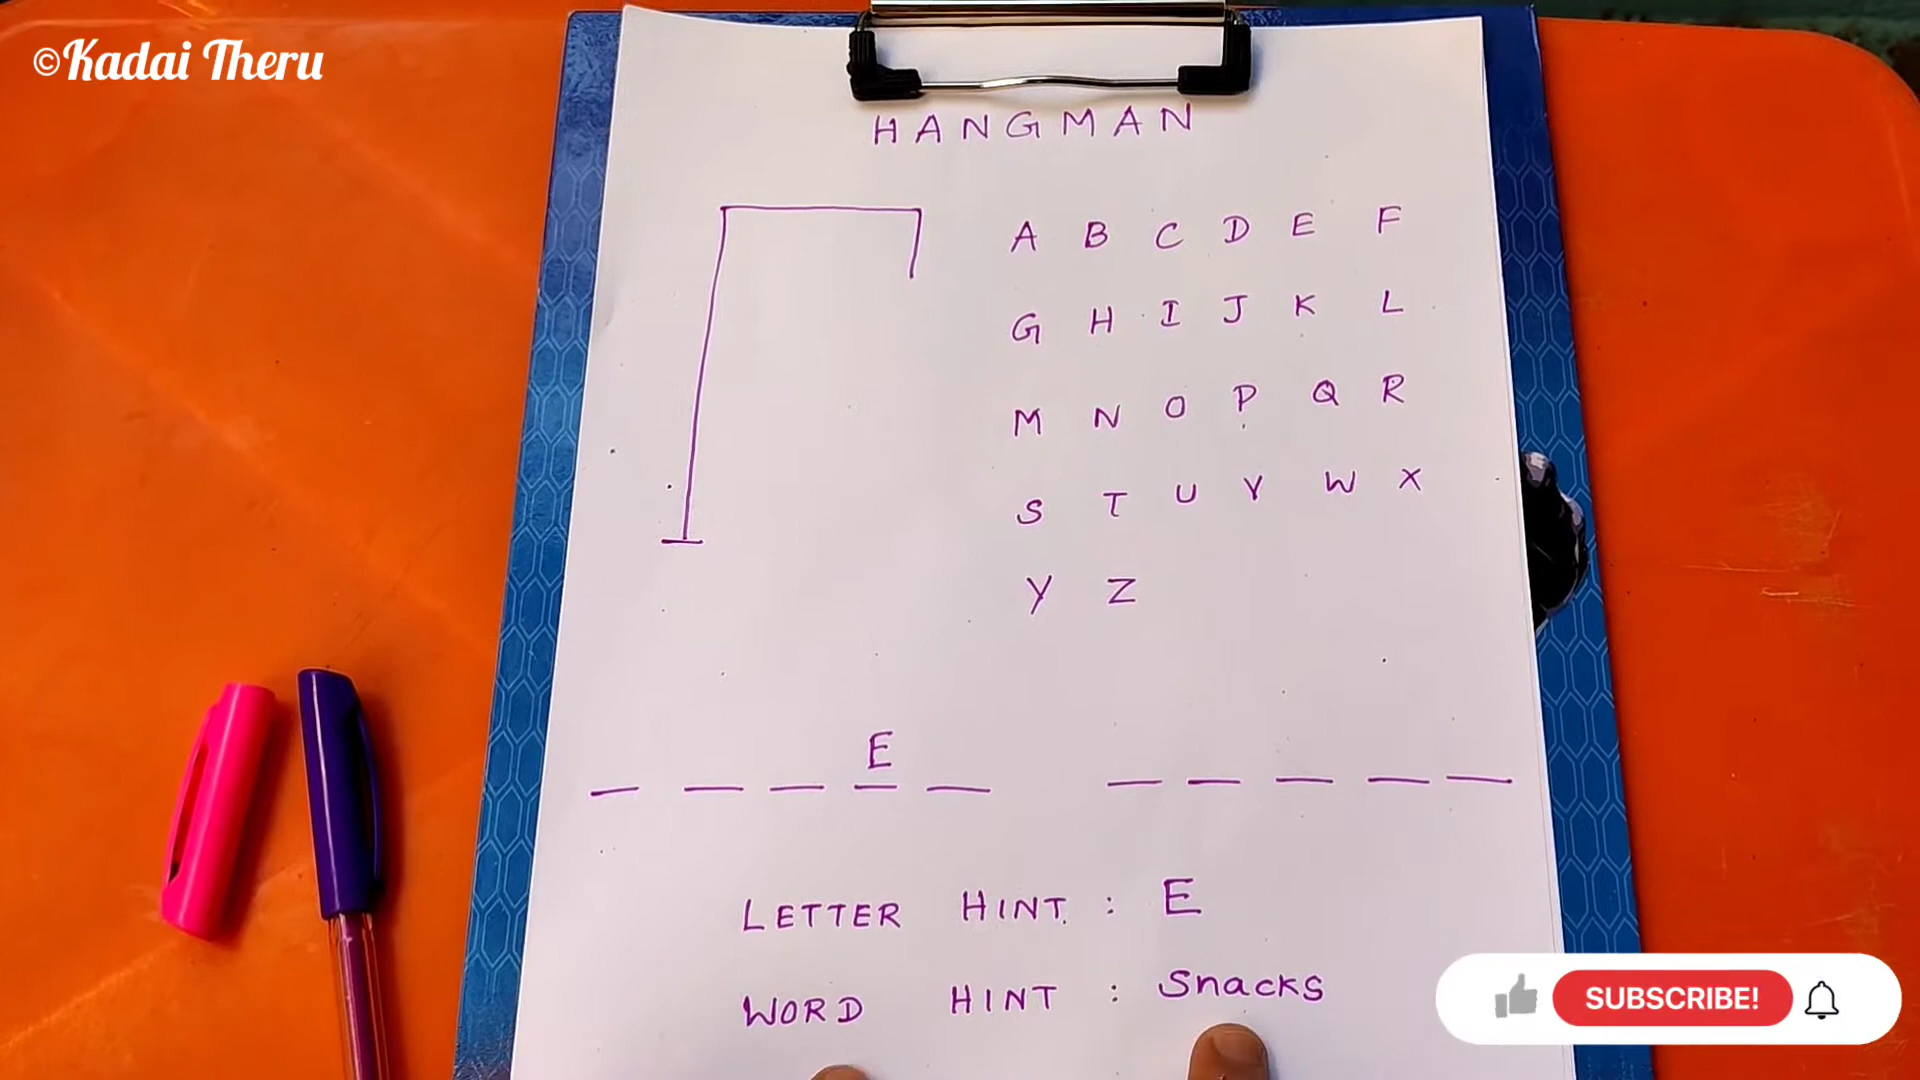 ©Kadai Theru
HANGMAN
A B C D E F
G H I J K L
M N O P Q R
S T U V W X
Y Z
E
LETTER HINT : E
WORD HINT : Snacks
SUBSCRIBE!